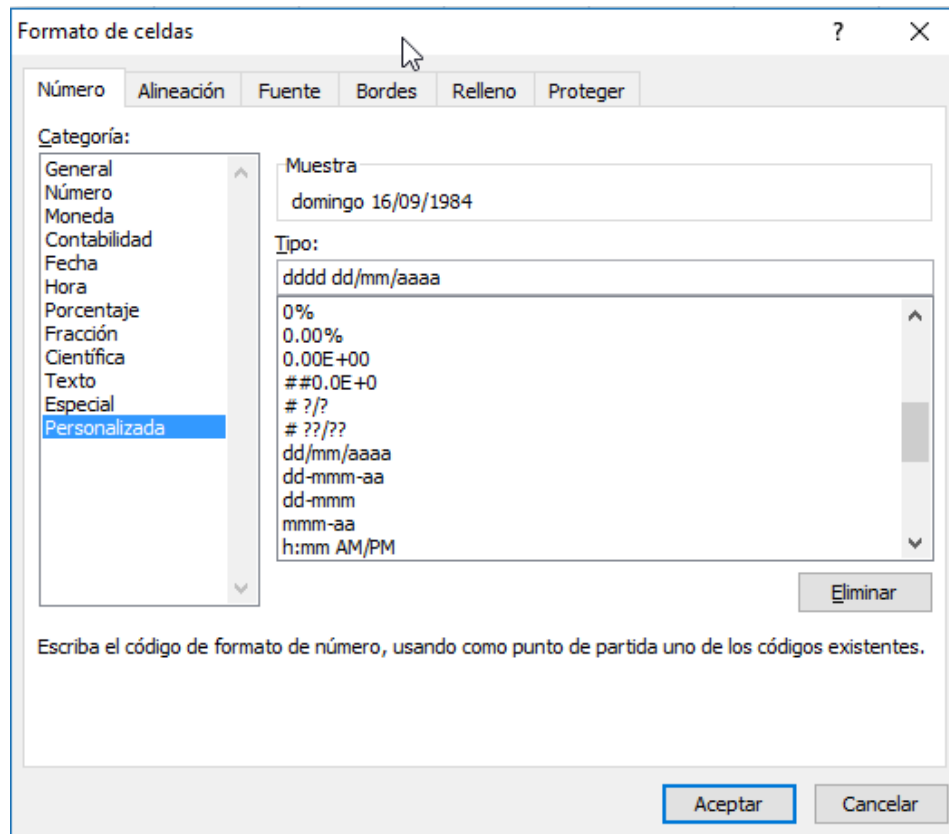 Formato de celdas
?
Número Alineación Fuente Bordes Relleno Proteger
Categoría:
General
Número
Moneda
Contabilidad
Fecha
Hora
Porcentaje
Fracción
Científica
Texto
Especial
Personalizada
Muestra
domingo 16/09/1984
Tipo:
dddd dd/mm/aaaa
0%
0.00%
0.00E+00
##0.0E+0
# ?/?
# ??/??
dd/mm/aaaa
dd-mmm-aa
dd-mmm
mmm-aa
h:mm AM/PM
Eliminar
Escriba el código de formato de número, usando como punto de partida uno de los códigos existentes.
Aceptar Cancelar